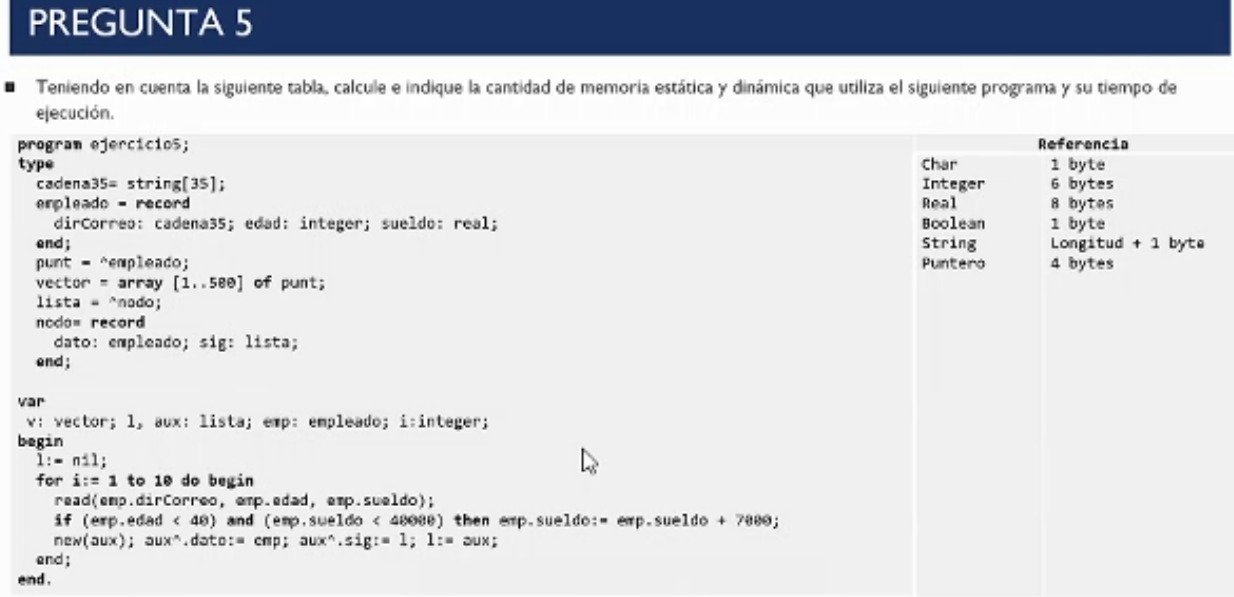 PREGUNTA 5
▪ Teniendo en cuenta la siguiente tabla, calcule e indique la cantidad de memoria estática y dinámica que utiliza el siguiente programa y su tiempo de
ejecución.
program ejercicio5;
type
cadena35= string[35];
empleado = record
dirCorreo: cadena35; edad: integer; sueldo: real;
end;
punt = ^empleado;
vector = array [1..500] of punt;
lista = ^nodo;
nodo= record
dato: empleado; sig: lista;
end;
var
v: vector; l, aux: lista; emp: empleado; i:integer;
begin
l:= nil;
for i:= 1 to 10 do begin
read(emp.dirCorreo, emp.edad, emp.sueldo);
if (emp.edad < 40) and (emp.sueldo < 40000) then emp.sueldo:= emp.sueldo + 7000;
new(aux); aux^.dato:= emp; aux^.sig:= l; l:= aux;
end;
end.
Referencia
Char 1 byte
Integer 6 bytes
Real 8 bytes
Boolean 1 byte
String Longitud + 1 byte
Puntero 4 bytes